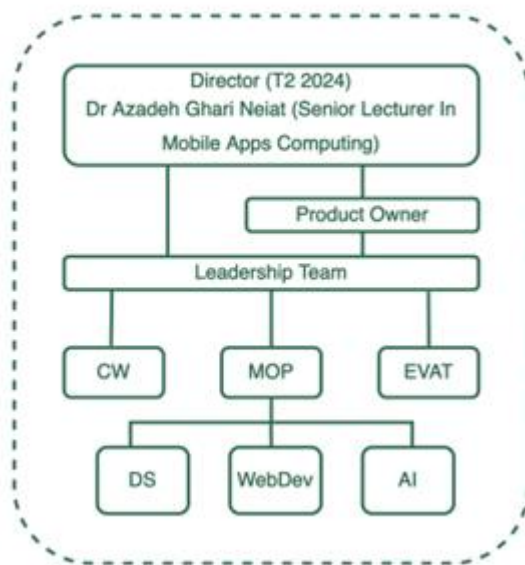 Director (T2 2024)
Dr Azadeh Ghari Neiat (Senior Lecturer In
Mobile Apps Computing)
Product Owner
Leadership Team
CW
MOP
EVAT
DS
WebDev
AI